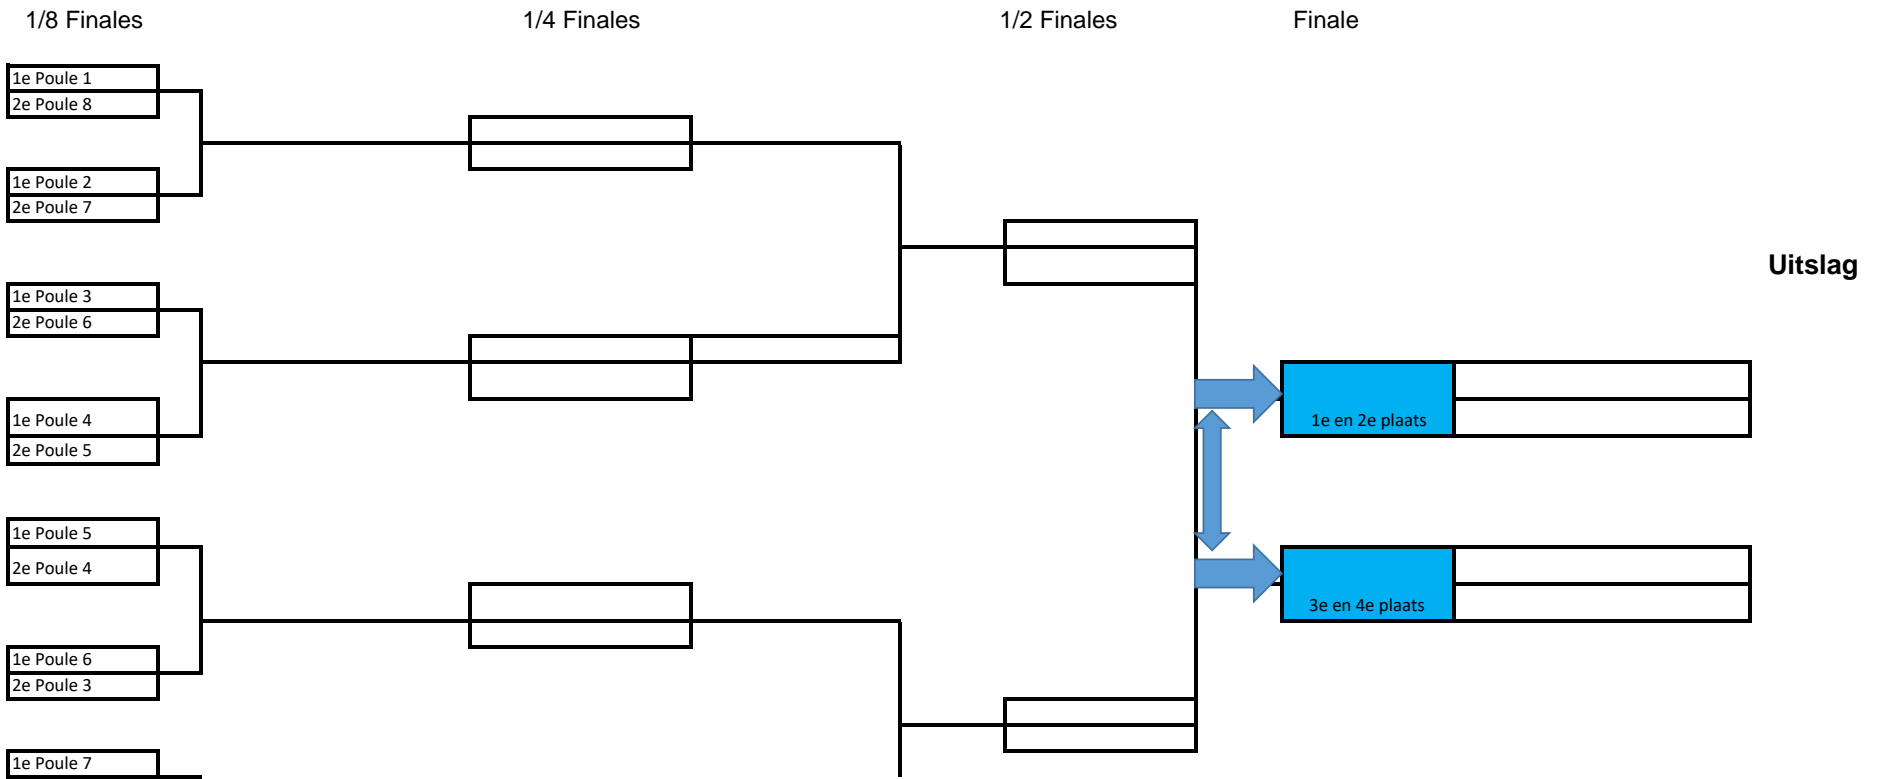 1/8 Finales
1/4 Finales
1/2 Finales
Finale
1e Poule 1
2e Poule 8
1e Poule 2
2e Poule 7
Uitslag
1e Poule 3
2e Poule 6
1e Poule 4
1e en 2e plaats
2e Poule 5
1e Poule 5
2e Poule 4
3e en 4e plaats
1e Poule 6
2e Poule 3
1e Poule 7